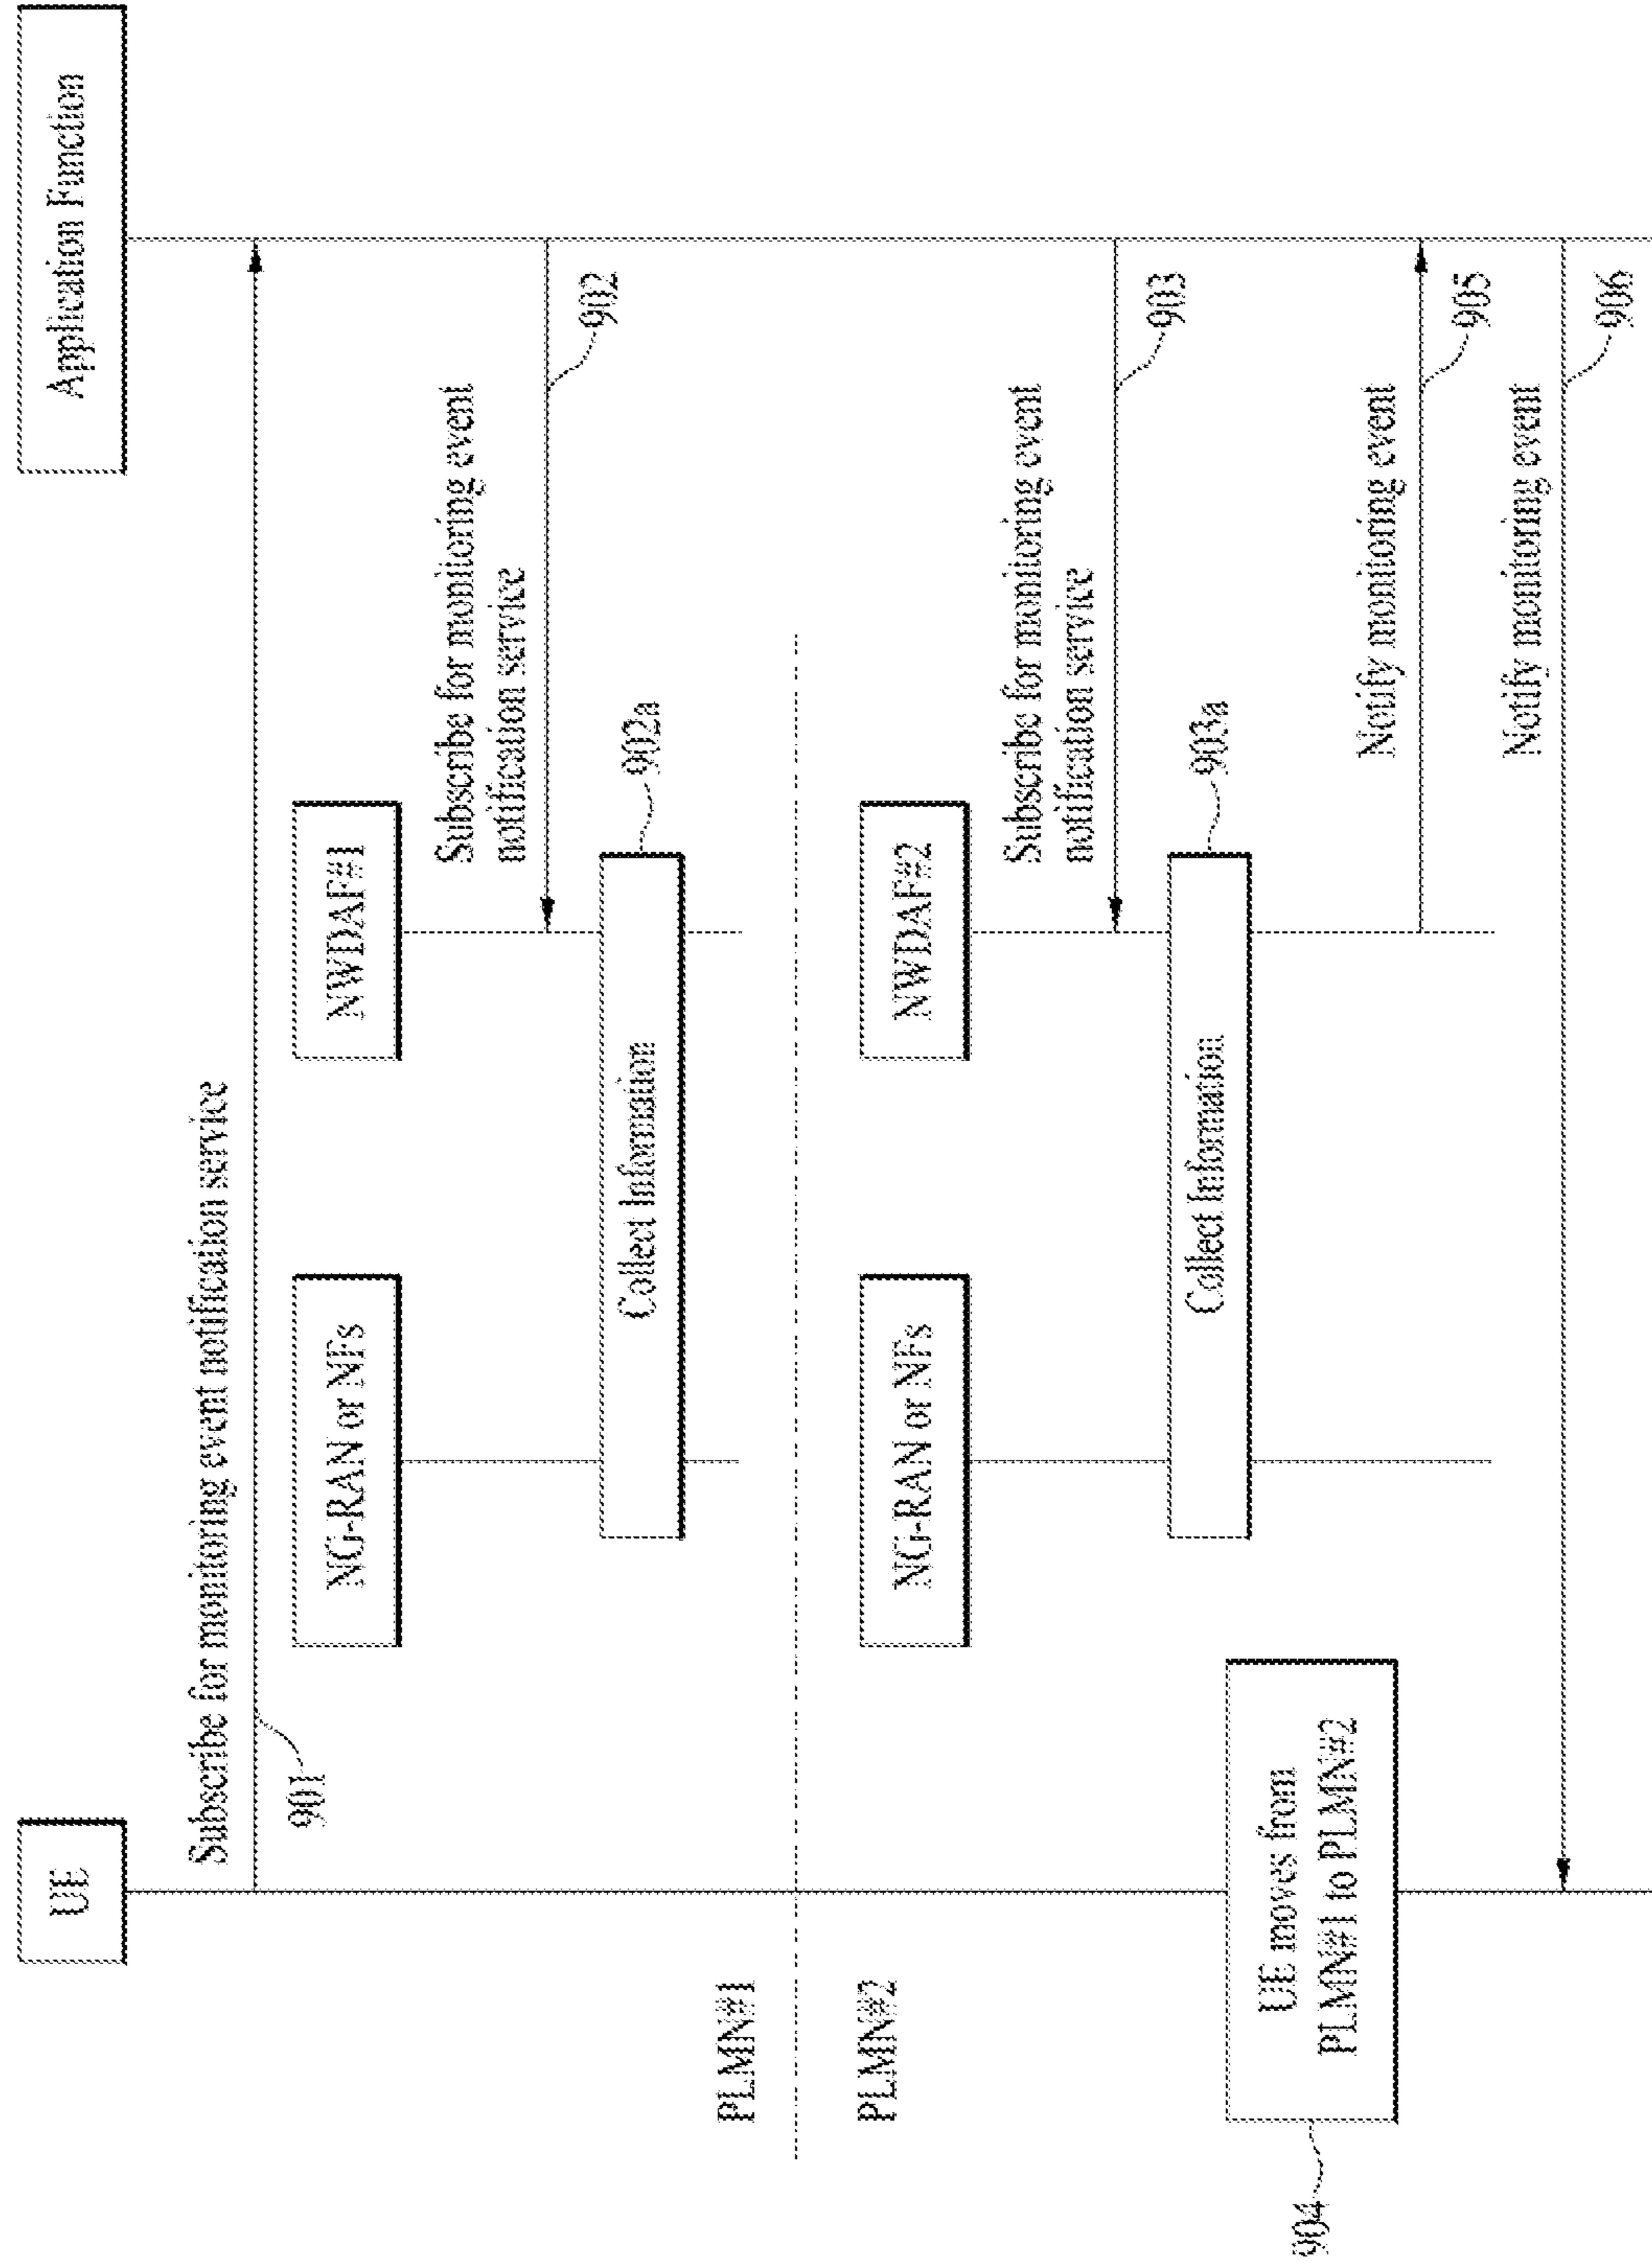 UE
Application Function
Subscribe for monitoring event notification service
901
NG-RAN or NFs
NWDAF#1
Subscribe for monitoring event
notification service
902
Collect Information
902a
PLMN#1
PLMN#2
NG-RAN or NFs
NWDAF#2
Subscribe for monitoring event
notification service
903
Collect Information
903a
904
UE moves from
PLMN#1 to PLMN#2
Notify monitoring event
905
Notify monitoring event
906